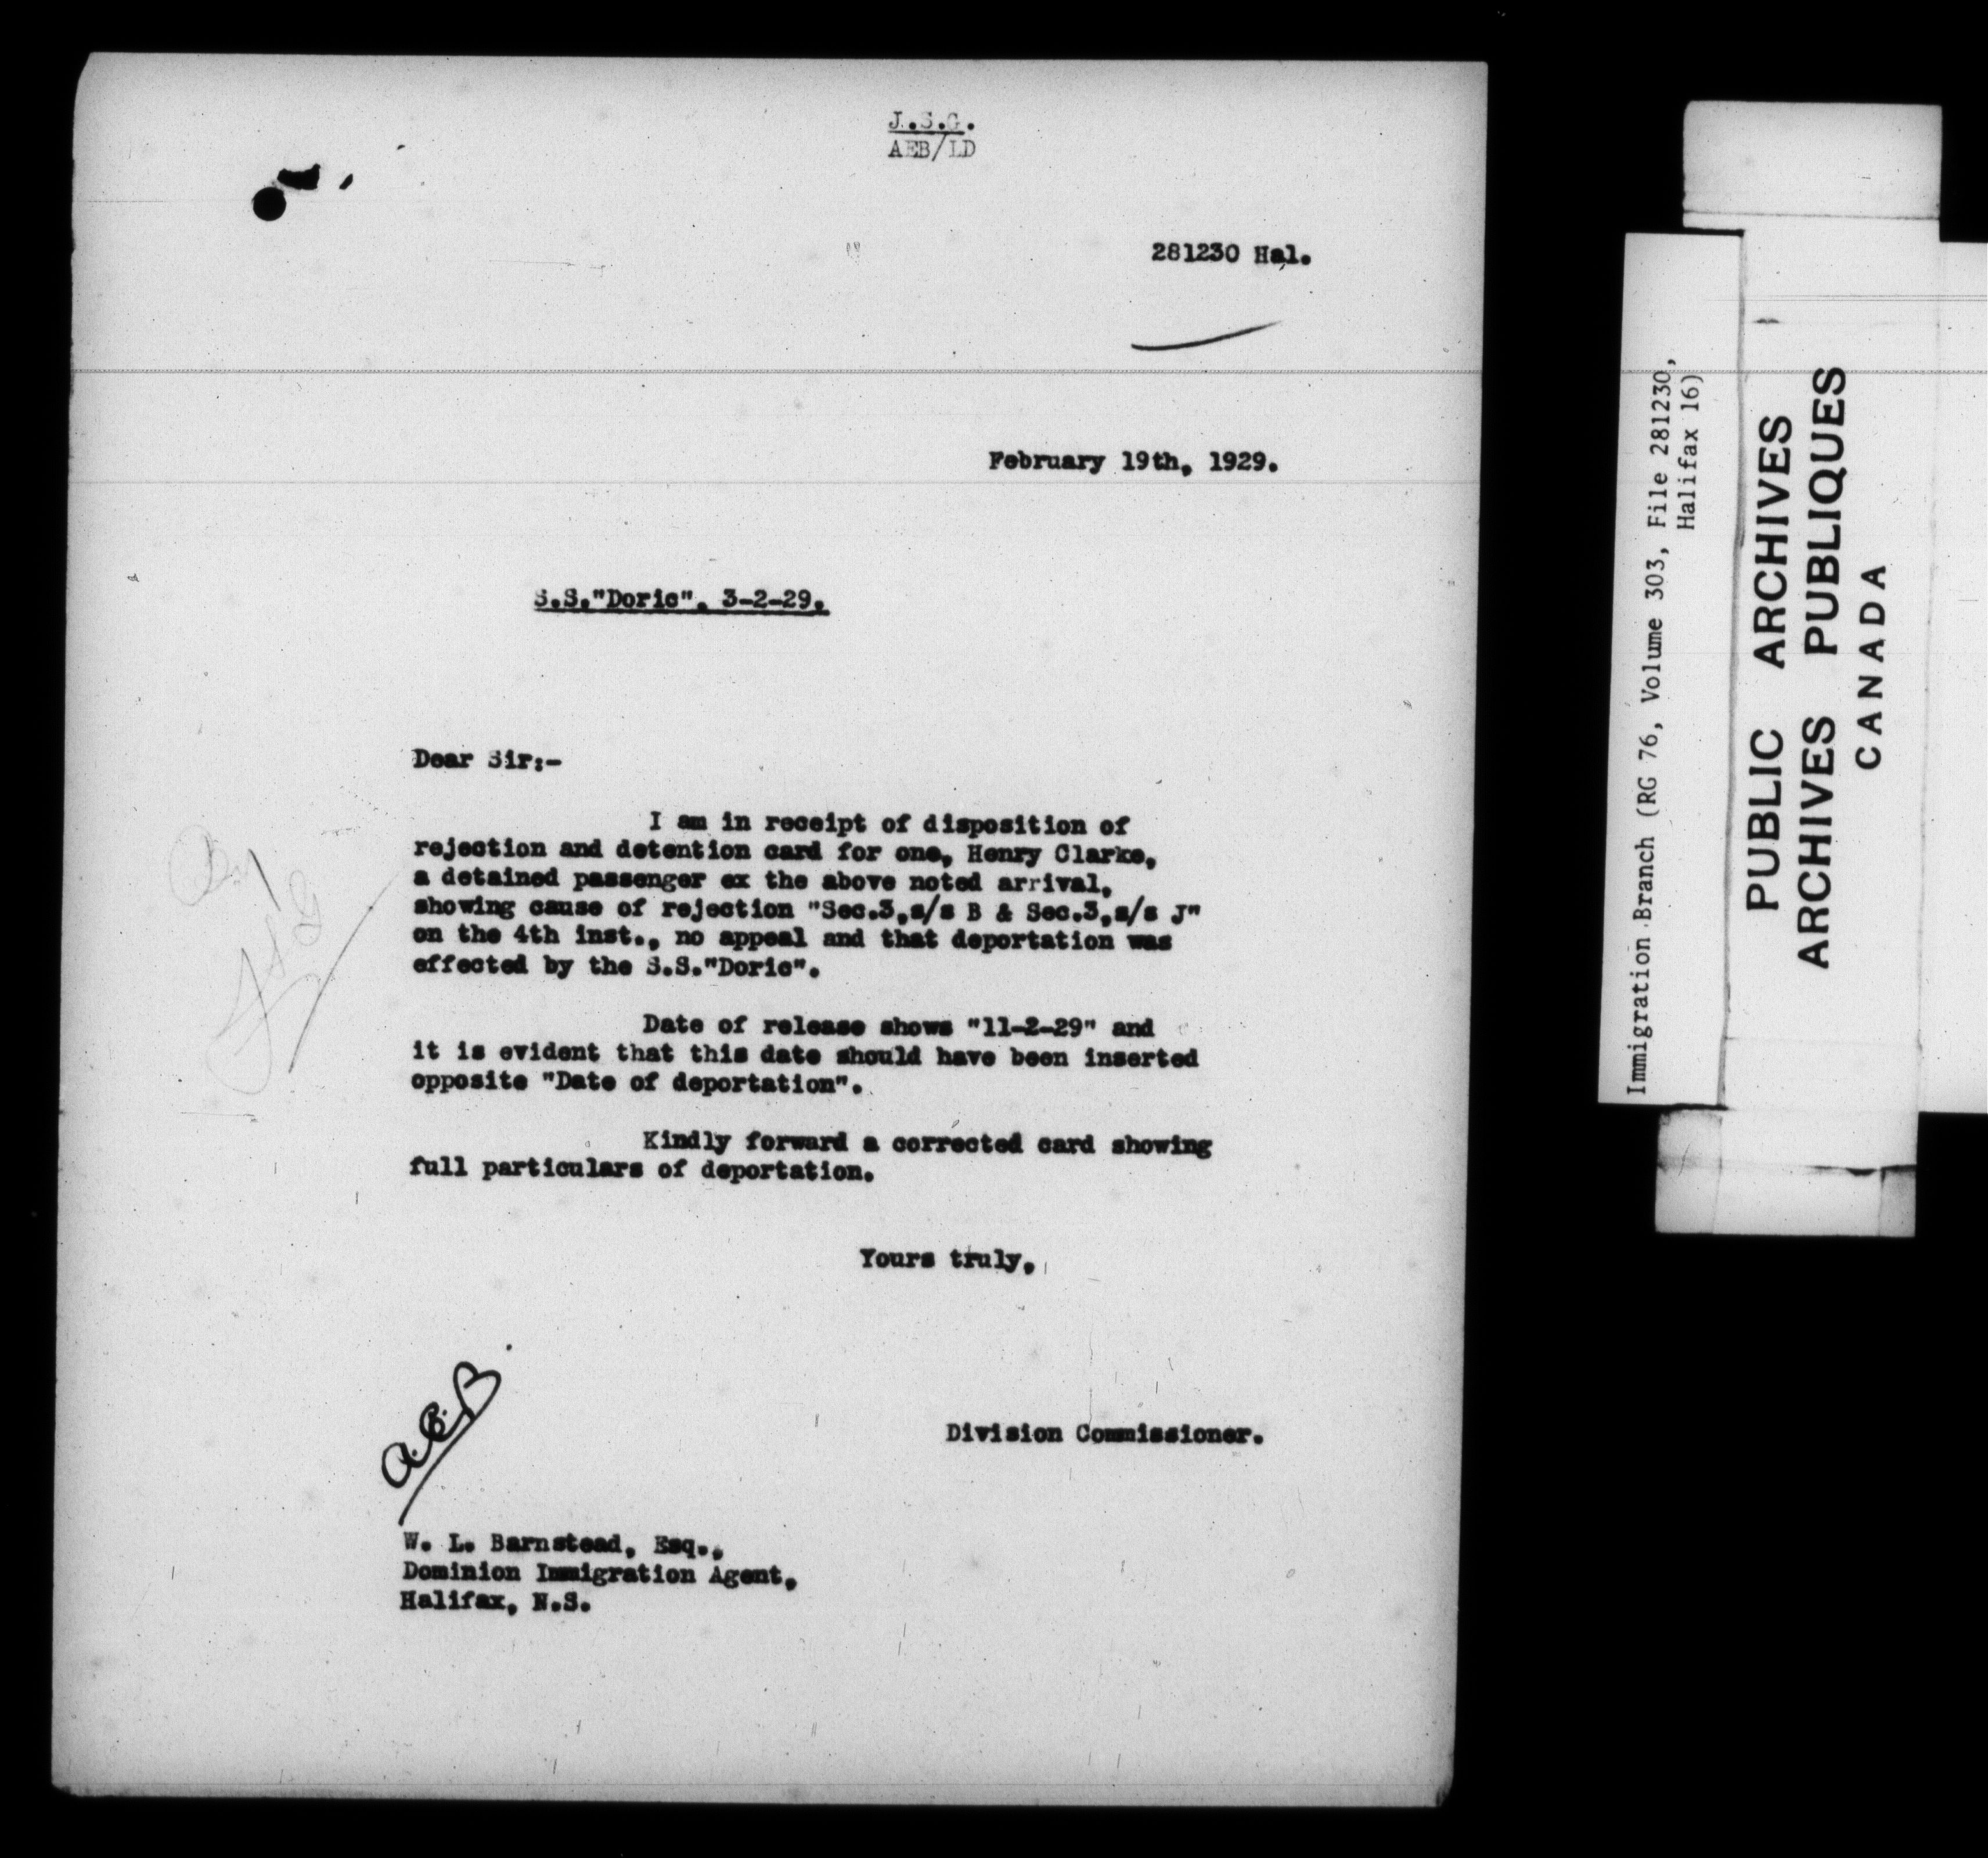 J.S.G.
AEB/LD
281230 Hal.
February 19th, 1929.
S.S."Doric", 3-2-29.
Dear Sir:-
I am in receipt of disposition of
rejection and detention card for one, Henry Clarke,
a detained passenger ex the above noted arrival,
showing cause of rejection "Sec.3,s/s B & Sec.3,s/s J"
on the 4th inst., no appeal and that deportation was
effected by the S.S."Doric".
Date of release shows "11-2-29" and
it is evident that this date should have been inserted
opposite "Date of deportation".
Kindly forward a corrected card showing
full particulars of deportation.
Yours truly,
A.E.B.
Division Commissioner.
W. L. Barnstead, Esq.,
Dominion Immigration Agent,
Halifax, N.S.
Immigration Branch (RG 76, Volume 303, File 281230,
Halifax 16)
PUBLIC ARCHIVES
ARCHIVES PUBLIQUES
CANADA